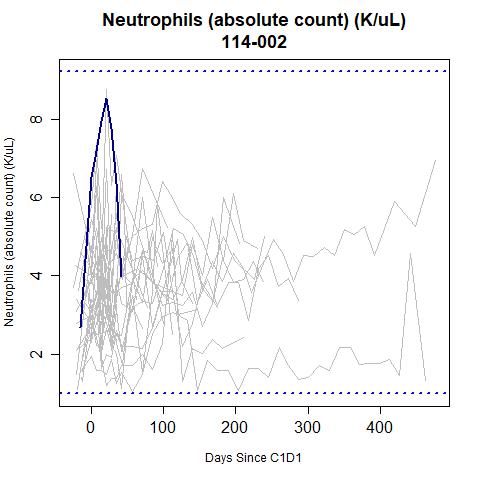 Neutrophils (absolute count) (K/uL)
114-002
Neutrophils (absolute count) (K/uL)
8
6
4
2
0 100 200 300 400
Days Since C1D1